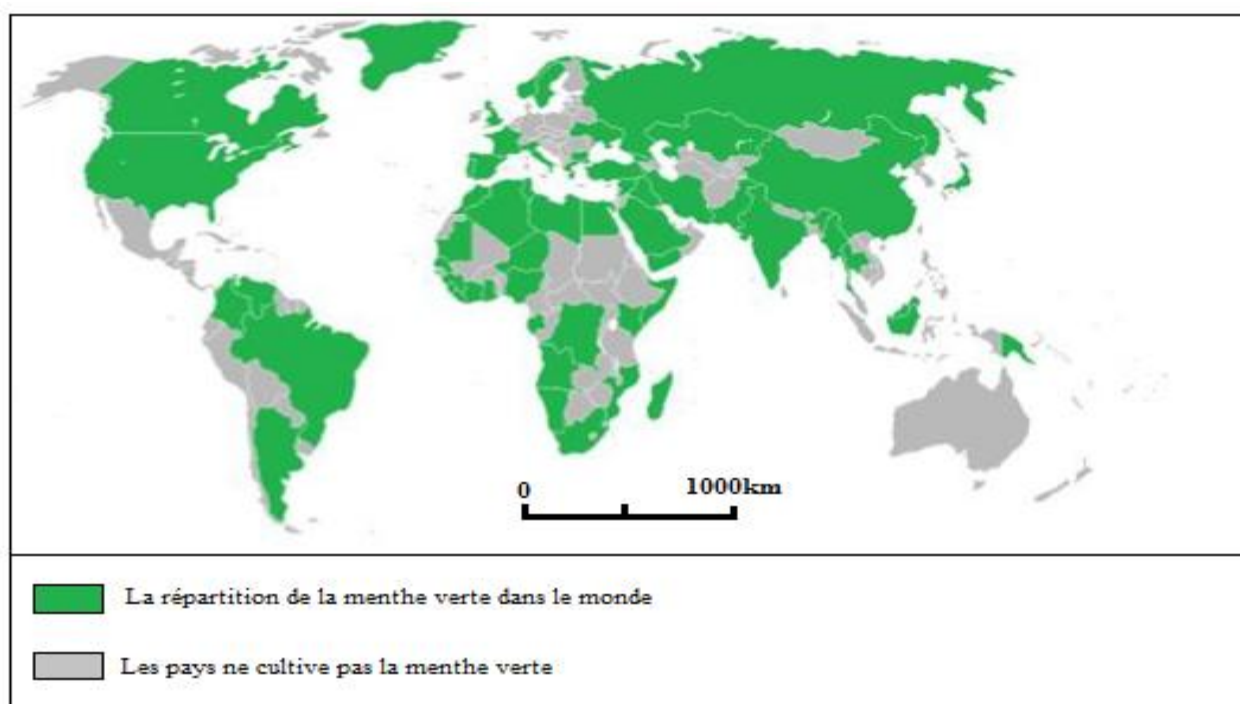 0 1000km
La répartition de la menthe verte dans le monde
Les pays ne cultive pas la menthe verte